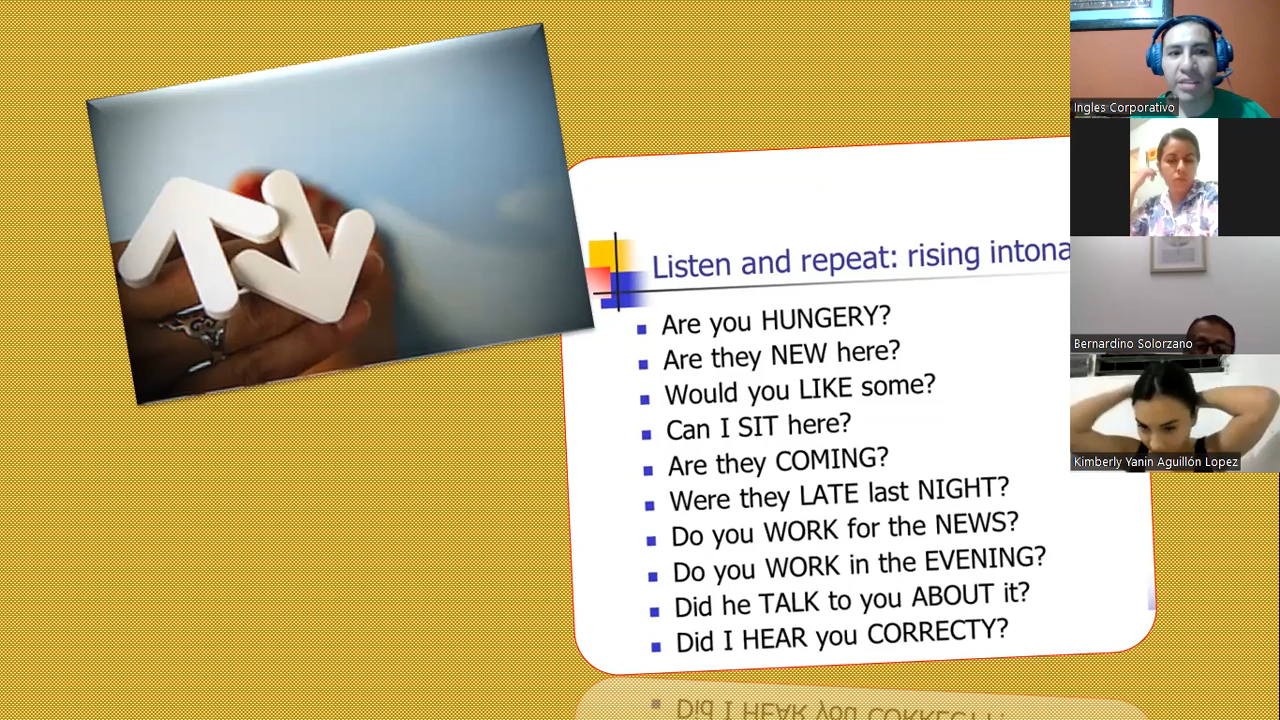 Listen and repeat: rising intona
Are you HUNGERY?
Are they NEW here?
Would you LIKE some?
Can I SIT here?
Are they COMING?
Were they LATE last NIGHT?
Do you WORK for the NEWS?
Do you WORK in the EVENING?
Did he TALK to you ABOUT it?
Did I HEAR you CORRECTY?
Ingles Corporativo
Bernardino Solorzano
Kimberly Yanin Aguillón Lopez